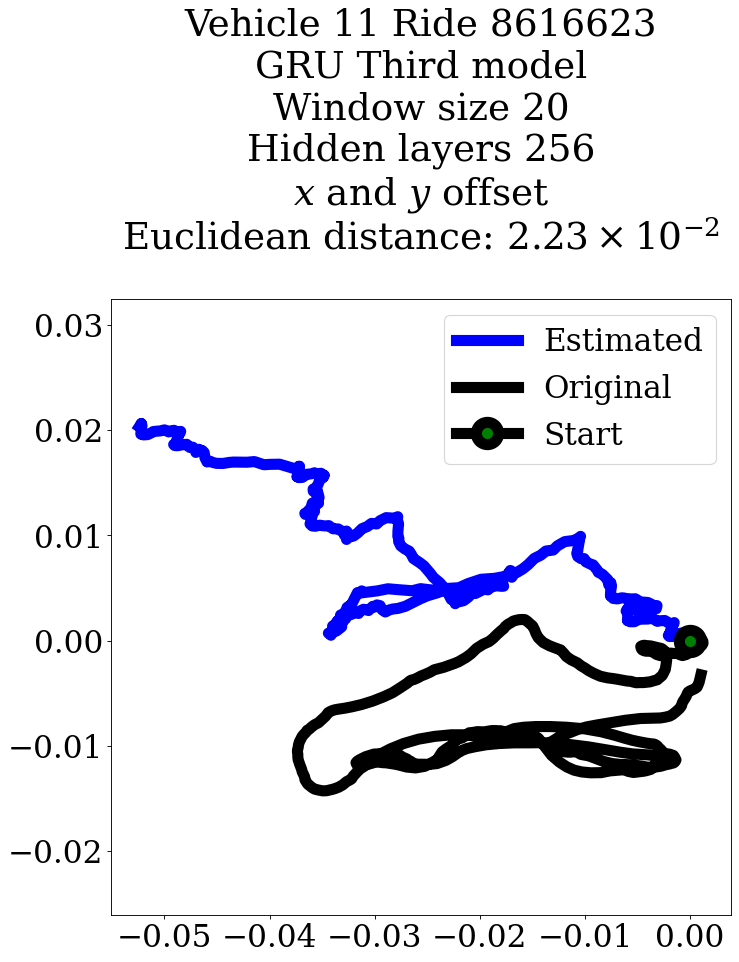 Vehicle 11 Ride 8616623
GRU Third model
Window size 20
Hidden layers 256
x and y offset
Euclidean distance: 2.23 × 10⁻²
Estimated
Original
Start
0.03
0.02
0.01
0.00
−0.01
−0.02
−0.05 −0.04 −0.03 −0.02 −0.01 0.00